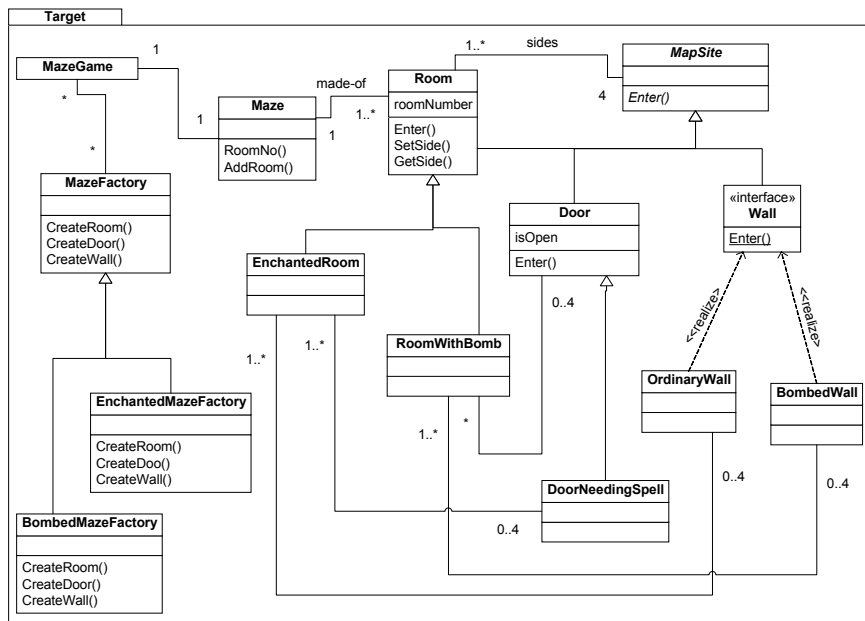 Target
MazeGame
1
1
*
*
Maze
RoomNo()
AddRoom()
made-of
1
1..*
Room
roomNumber
Enter()
SetSide()
GetSide()
1..*
sides
4
MapSite
Enter()
MazeFactory
CreateRoom()
CreateDoor()
CreateWall()
Door
isOpen
Enter()
«interface»
Wall
Enter()
EnchantedRoom
1..*
1..*
RoomWithBomb
1..*
*
0..4
<<realize>
<<realize>
OrdinaryWall
0..4
BombedWall
0..4
EnchantedMazeFactory
CreateRoom()
CreateDoo()
CreateWall()
DoorNeedingSpell
0..4
BombedMazeFactory
CreateRoom()
CreateDoor()
CreateWall()